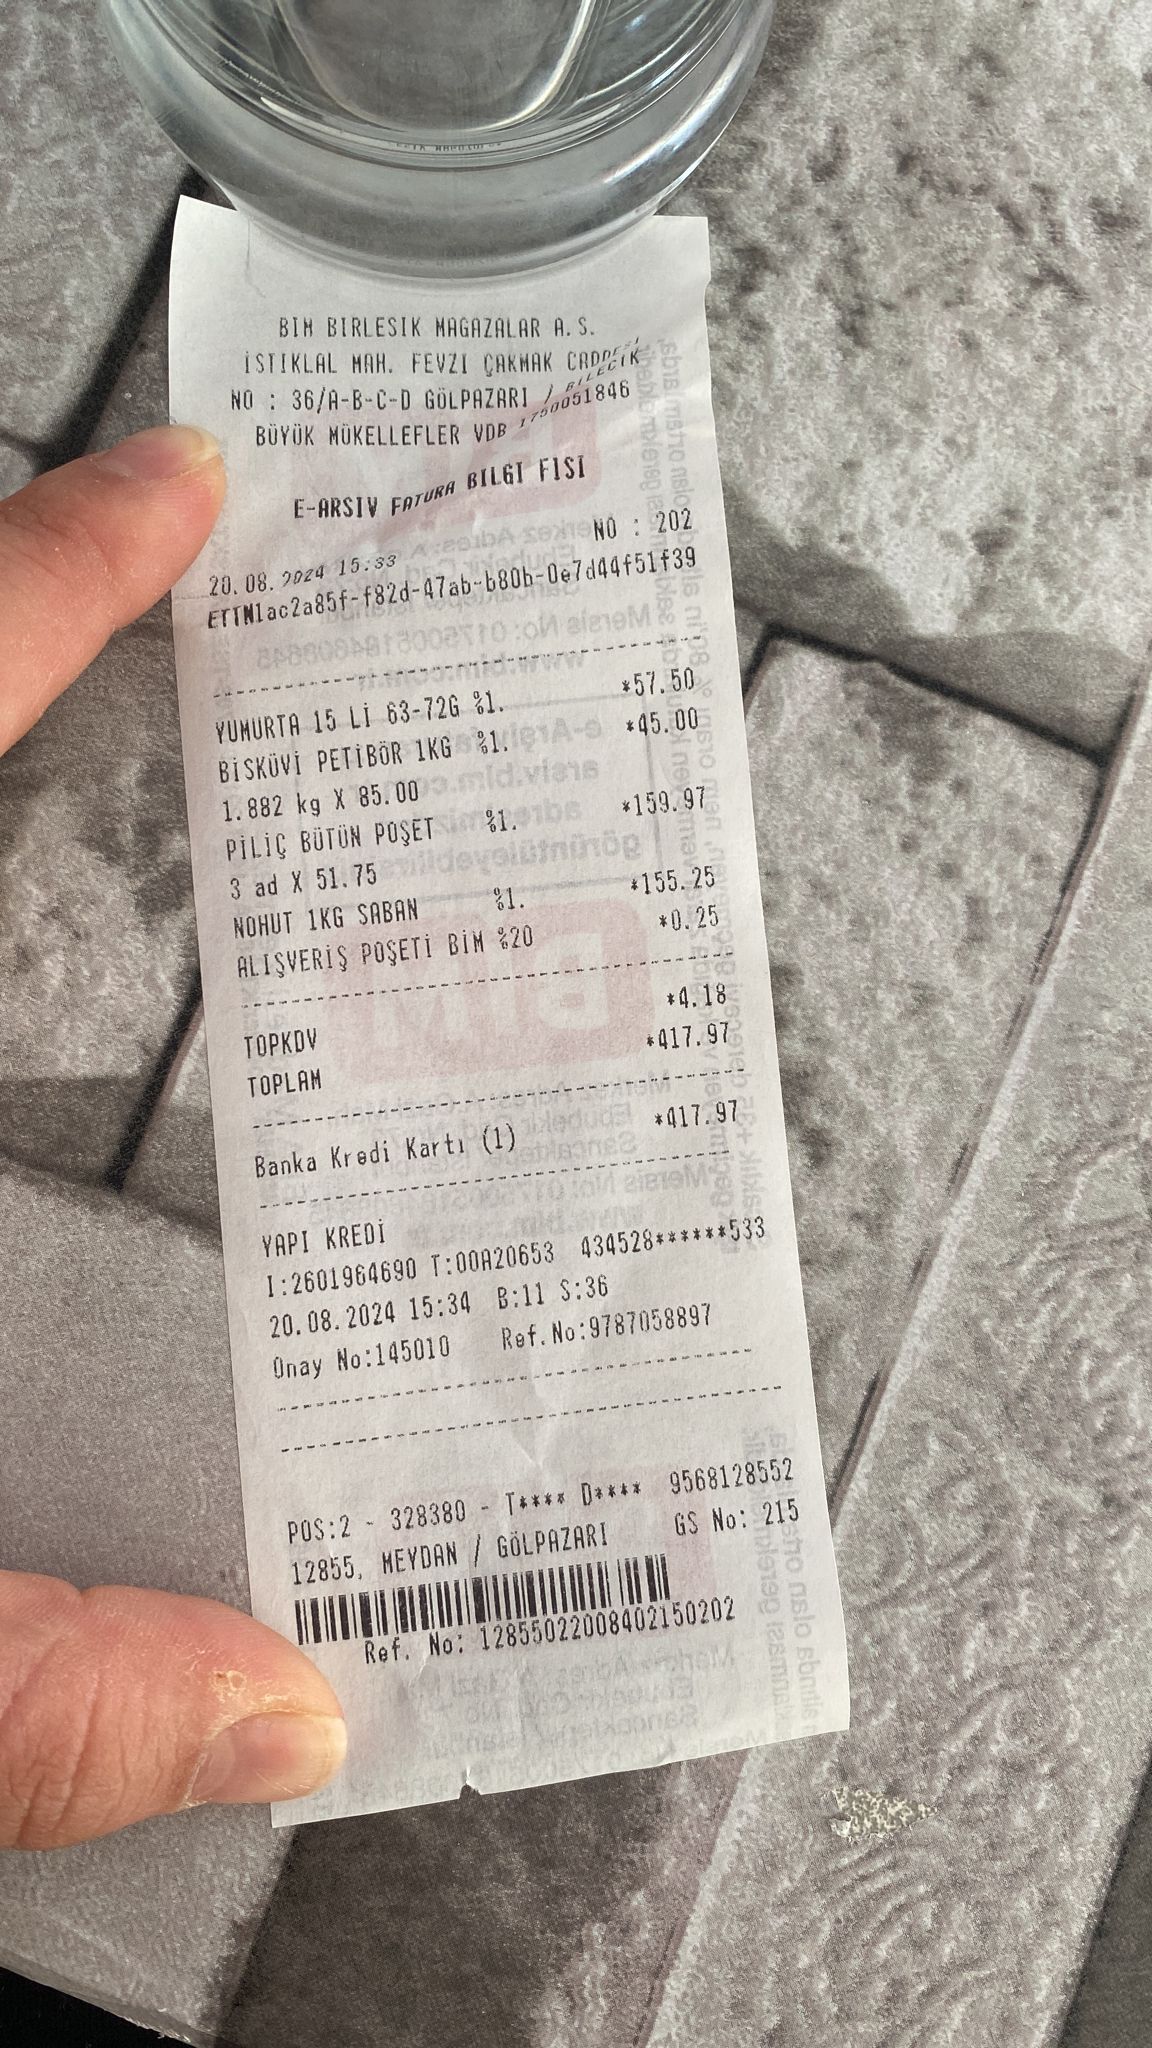 BIM BIRLESIK MAGAZALAR A.S.
İSTIKLAL MAH. FEVZI ÇAKMAK CADDESI
NO : 36/A-B-C-D GÖLPAZARI / BILECIK
BÜYÜK MÜKELLEFLER VDB 1750051846
E-ARSIV FATURA BILGI FISI
NO : 202
20.08.2024 15:33
ETTN1ac2a85f-f82d-47ab-b80b-0e7d44f51f39
YUMURTA 15 Lİ 63-72G %1. *57.50
BİSKÜVİ PETİBÖR 1KG %1. *45.00
1.882 kg X 85.00
PİLİÇ BÜTÜN POŞET %1. *159.97
3 ad X 51.75
NOHUT 1KG SABAN %1. *155.25
ALIŞVERİŞ POŞETİ BİM %20 *0.25
TOPKDV *4.18
TOPLAM *417.97
Banka Kredi Kartı (1) *417.97
YAPI KREDİ
I:2601964690 T:00A20653 434528******533
20.08.2024 15:34 B:11 S:36
Onay No:145010 Ref.No:9787058897
POS:2 - 328380 - T**** D**** 9568128552
12855, MEYDAN / GÖLPAZARI GS No: 215
Ref. No: 12855022008402150202